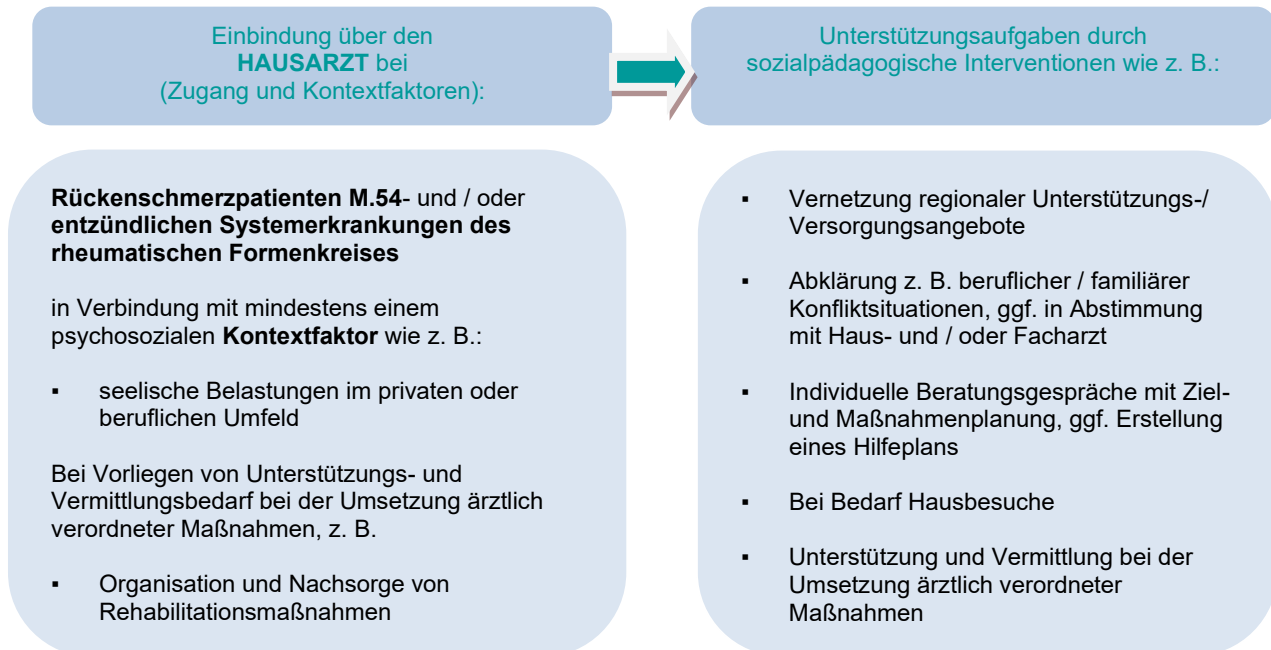 Einbindung über den
HAUSARZT bei
(Zugang und Kontextfaktoren):
Unterstützungsaufgaben durch
sozialpädagogische Interventionen wie z. B.:
Rückenschmerzpatienten M.54- und / oder
entzündlichen Systemerkrankungen des
rheumatischen Formenkreises
in Verbindung mit mindestens einem
psychosozialen Kontextfaktor wie z. B.:
▪ seelische Belastungen im privaten oder
beruflichen Umfeld
Bei Vorliegen von Unterstützungs- und
Vermittlungsbedarf bei der Umsetzung ärztlich
verordneter Maßnahmen, z. B.
▪ Organisation und Nachsorge von
Rehabilitationsmaßnahmen
▪ Vernetzung regionaler Unterstützungs-/
Versorgungsangebote
▪ Abklärung z. B. beruflicher / familiärer
Konfliktsituationen, ggf. in Abstimmung
mit Haus- und / oder Facharzt
▪ Individuelle Beratungsgespräche mit Ziel-
und Maßnahmenplanung, ggf. Erstellung
eines Hilfeplans
▪ Bei Bedarf Hausbesuche
▪ Unterstützung und Vermittlung bei der
Umsetzung ärztlich verordneter
Maßnahmen